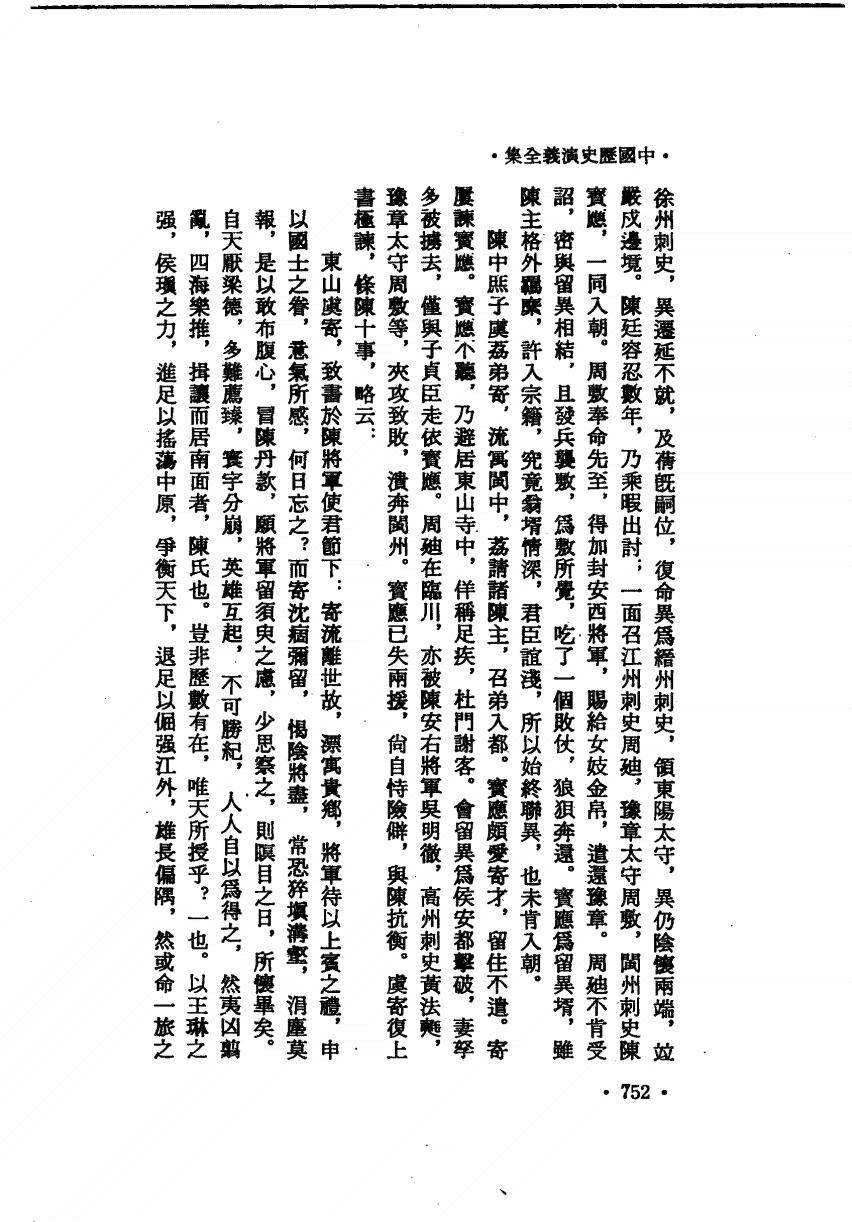 •中國歷史演義全集•
徐州刺史，異遷延不就，及蒨旣嗣位，復命異爲縉州刺史，領東陽太守，異仍陰懷兩端，竝
嚴戍邊境。陳廷容忍數年，乃乘暇出討；一面召江州刺史周廸，豫章太守周敷，閩州刺史陳
寶應，一同入朝。周敷奉命先至，得加封安西將軍，賜給女妓金帛，遣還豫章。周廸不肯受
詔，密與留異相結，且發兵襲敷，爲敷所覺，吃了一個敗仗，狼狽奔還。寶應爲留異壻，雖
陳主格外羈縻，許入宗籍，究竟翁壻情深，君臣誼淺，所以始終聯異，也未肯入朝。
陳中庶子虞荔弟寄，流寓閩中，荔請諸陳主，召弟入都。寶應頗愛寄才，留住不遣。寄
屢諫寶應。寶應不聽，乃避居東山寺中，佯稱足疾，杜門謝客。會留異爲侯安都擊破，妻孥
多被擄去，僅與子貞臣走依寶應。周廸在臨川，亦被陳安右將軍吳明徹，高州刺史黃法𣰰，
豫章太守周敷等，夾攻致敗，潰奔閩州。寶應已失兩援，尙自恃險僻，與陳抗衡。虞寄復上
書極諫，條陳十事，略云：
東山虞寄，致書於陳將軍使君節下：寄流離世故，漂寓貴鄉，將軍待以上賓之禮，申
以國士之眷，意氣所感，何日忘之？而寄沈痼彌留，愒陰將盡，常恐猝塡溝壑，涓塵莫
報，是以敢布腹心，冒陳丹款，願將軍留須臾之慮，少思察之，則瞑目之日，所懷畢矣。
自天厭梁德，多難薦臻，寰宇分崩，英雄互起，不可勝紀，人人自以爲得之，然夷凶翦
亂，四海樂推，揖讓而居南面者，陳氏也。豈非歷數有在，唯天所授乎？一也。以王琳之
强，侯瑱之力，進足以搖蕩中原，爭衡天下，退足以倔强江外，雄長偏隅，然或命一旅之
•752•